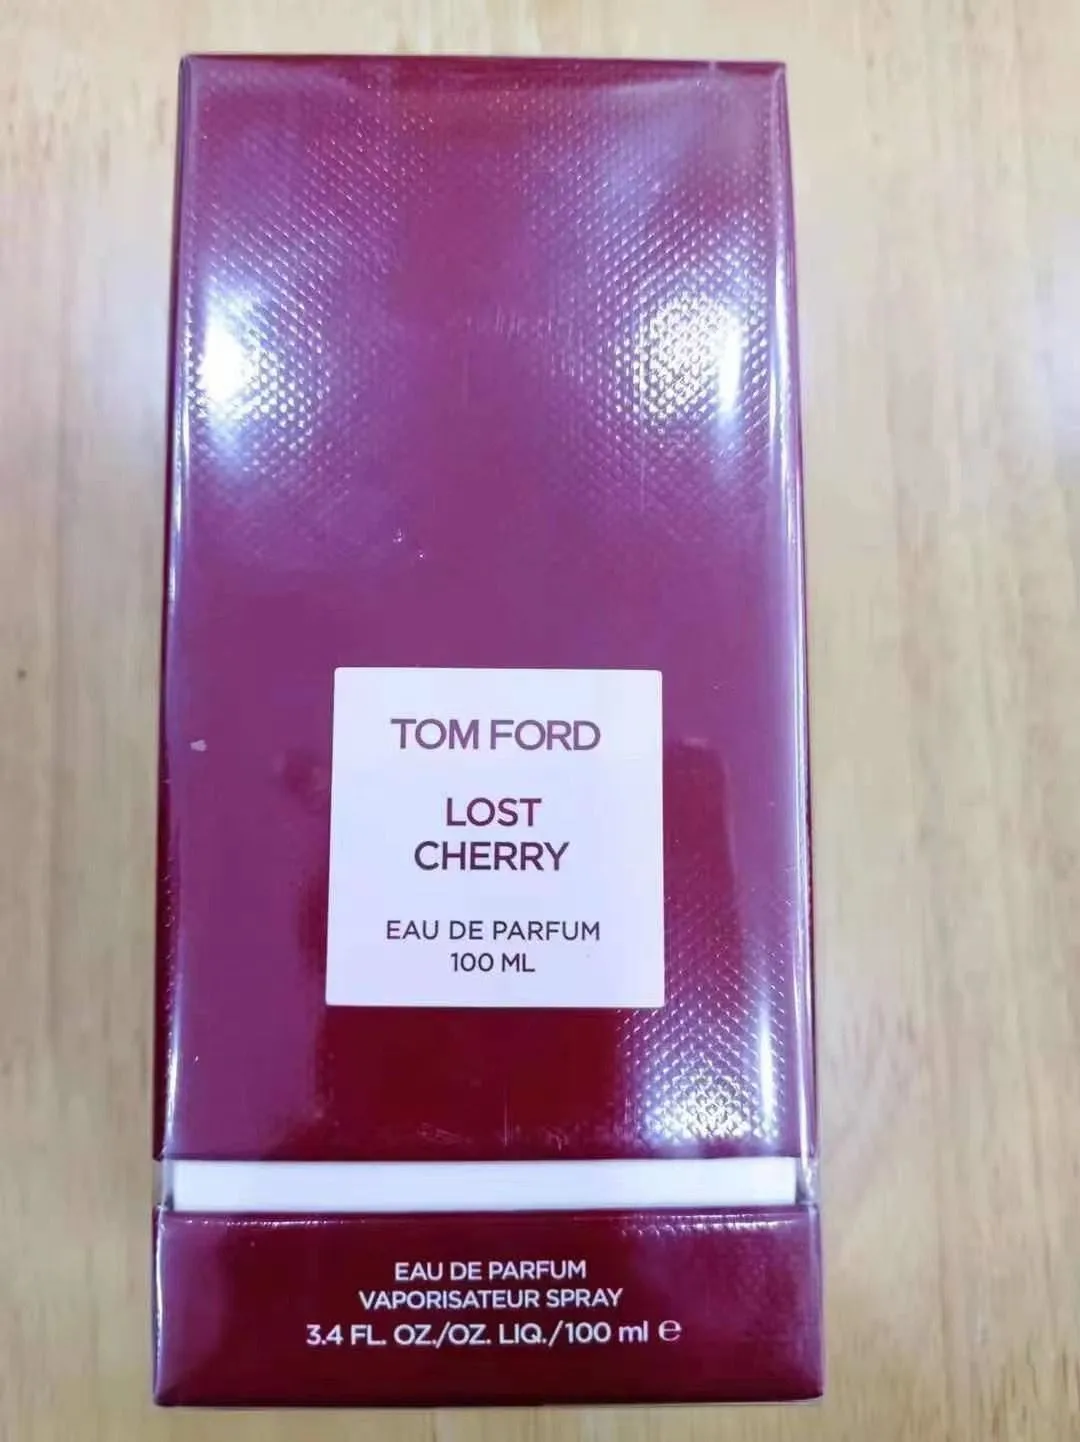 TOM FORD
LOST
CHERRY
EAU DE PARFUM
100 ML
EAU DE PARFUM
VAPORISATEUR SPRAY
3.4 FL. OZ./OZ. LIQ./100 ml ℮